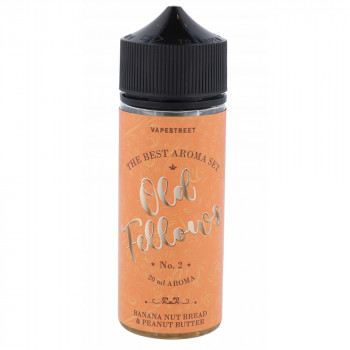 VAPESTREET
THE BEST AROMA SET
Old
Fellows
No. 2
20 ml AROMA
BANANA NUT BREAD
& PEANUT BUTTER